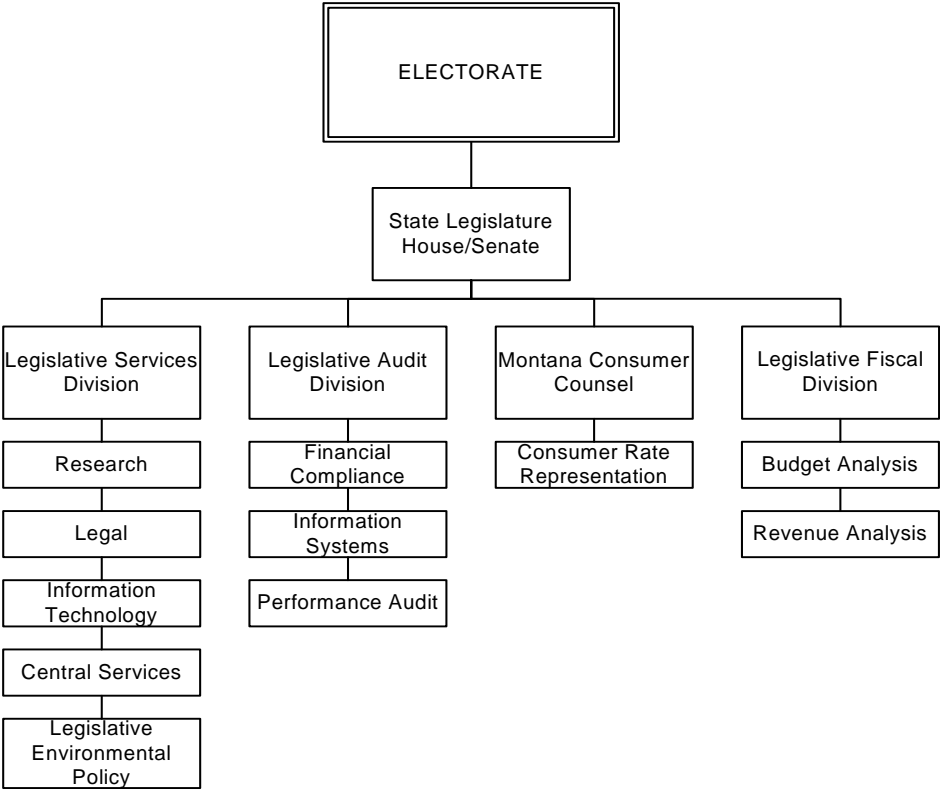 ELECTORATE
State Legislature
House/Senate
Legislative Services
Division
Research
Legal
Information
Technology
Central Services
Legislative
Environmental
Policy
Legislative Audit
Division
Financial
Compliance
Information
Systems
Performance Audit
Montana Consumer
Counsel
Consumer Rate
Representation
Legislative Fiscal
Division
Budget Analysis
Revenue Analysis